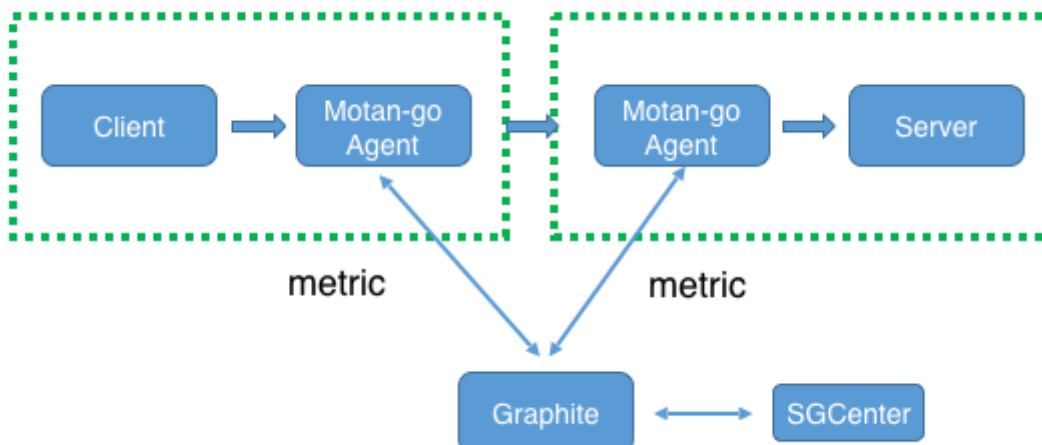 Client
Motan-go
Agent
Motan-go
Agent
Server
metric
metric
Graphite
SGCenter